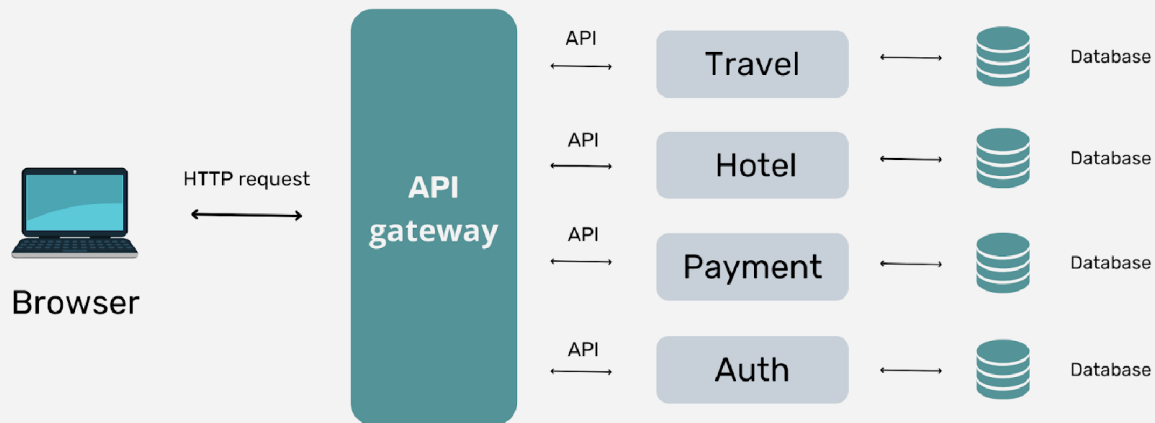 API
Travel
Database
API
Hotel
Database
HTTP request
API
gateway
Browser
API
Payment
Database
API
Auth
Database